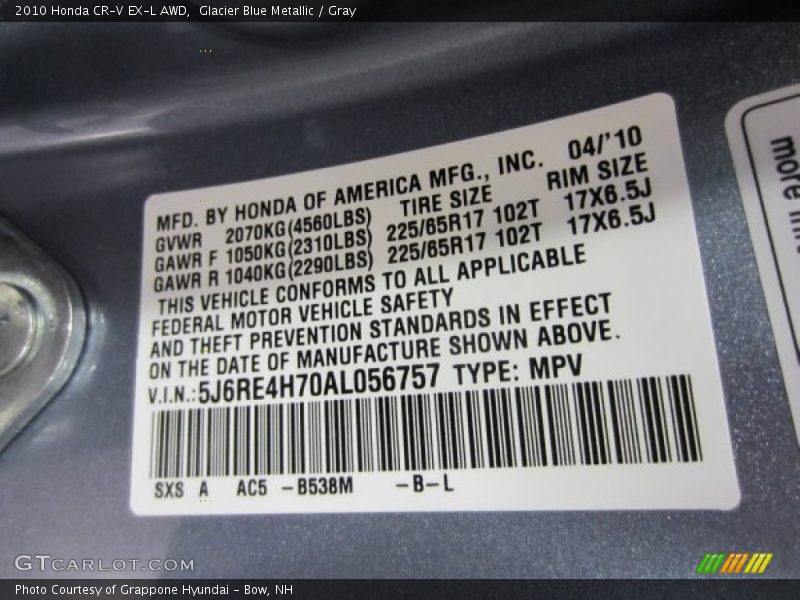 2010 Honda CR-V EX-L AWD, Glacier Blue Metallic / Gray
MFD. BY HONDA OF AMERICA MFG., INC. 04/'10
GVWR 2070KG(4560LBS) TIRE SIZE RIM SIZE
GAWR F 1050KG(2310LBS) 225/65R17 102T 17X6.5J
GAWR R 1040KG(2290LBS) 225/65R17 102T 17X6.5J
THIS VEHICLE CONFORMS TO ALL APPLICABLE
FEDERAL MOTOR VEHICLE SAFETY
AND THEFT PREVENTION STANDARDS IN EFFECT
ON THE DATE OF MANUFACTURE SHOWN ABOVE.
V.I.N.:5J6RE4H70AL056757 TYPE: MPV
SXS A AC5 -B538M -B-L
more
GTCARLOT.COM
Photo Courtesy of Grappone Hyundai - Bow, NH